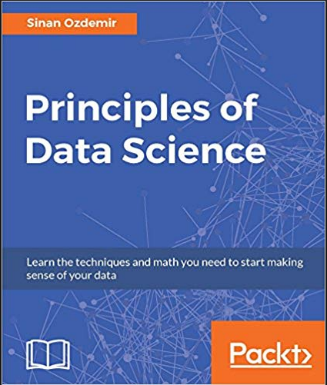 Sinan Ozdemir
Principles of
Data Science
Learn the techniques and math you need to start making
sense of your data
Packt>